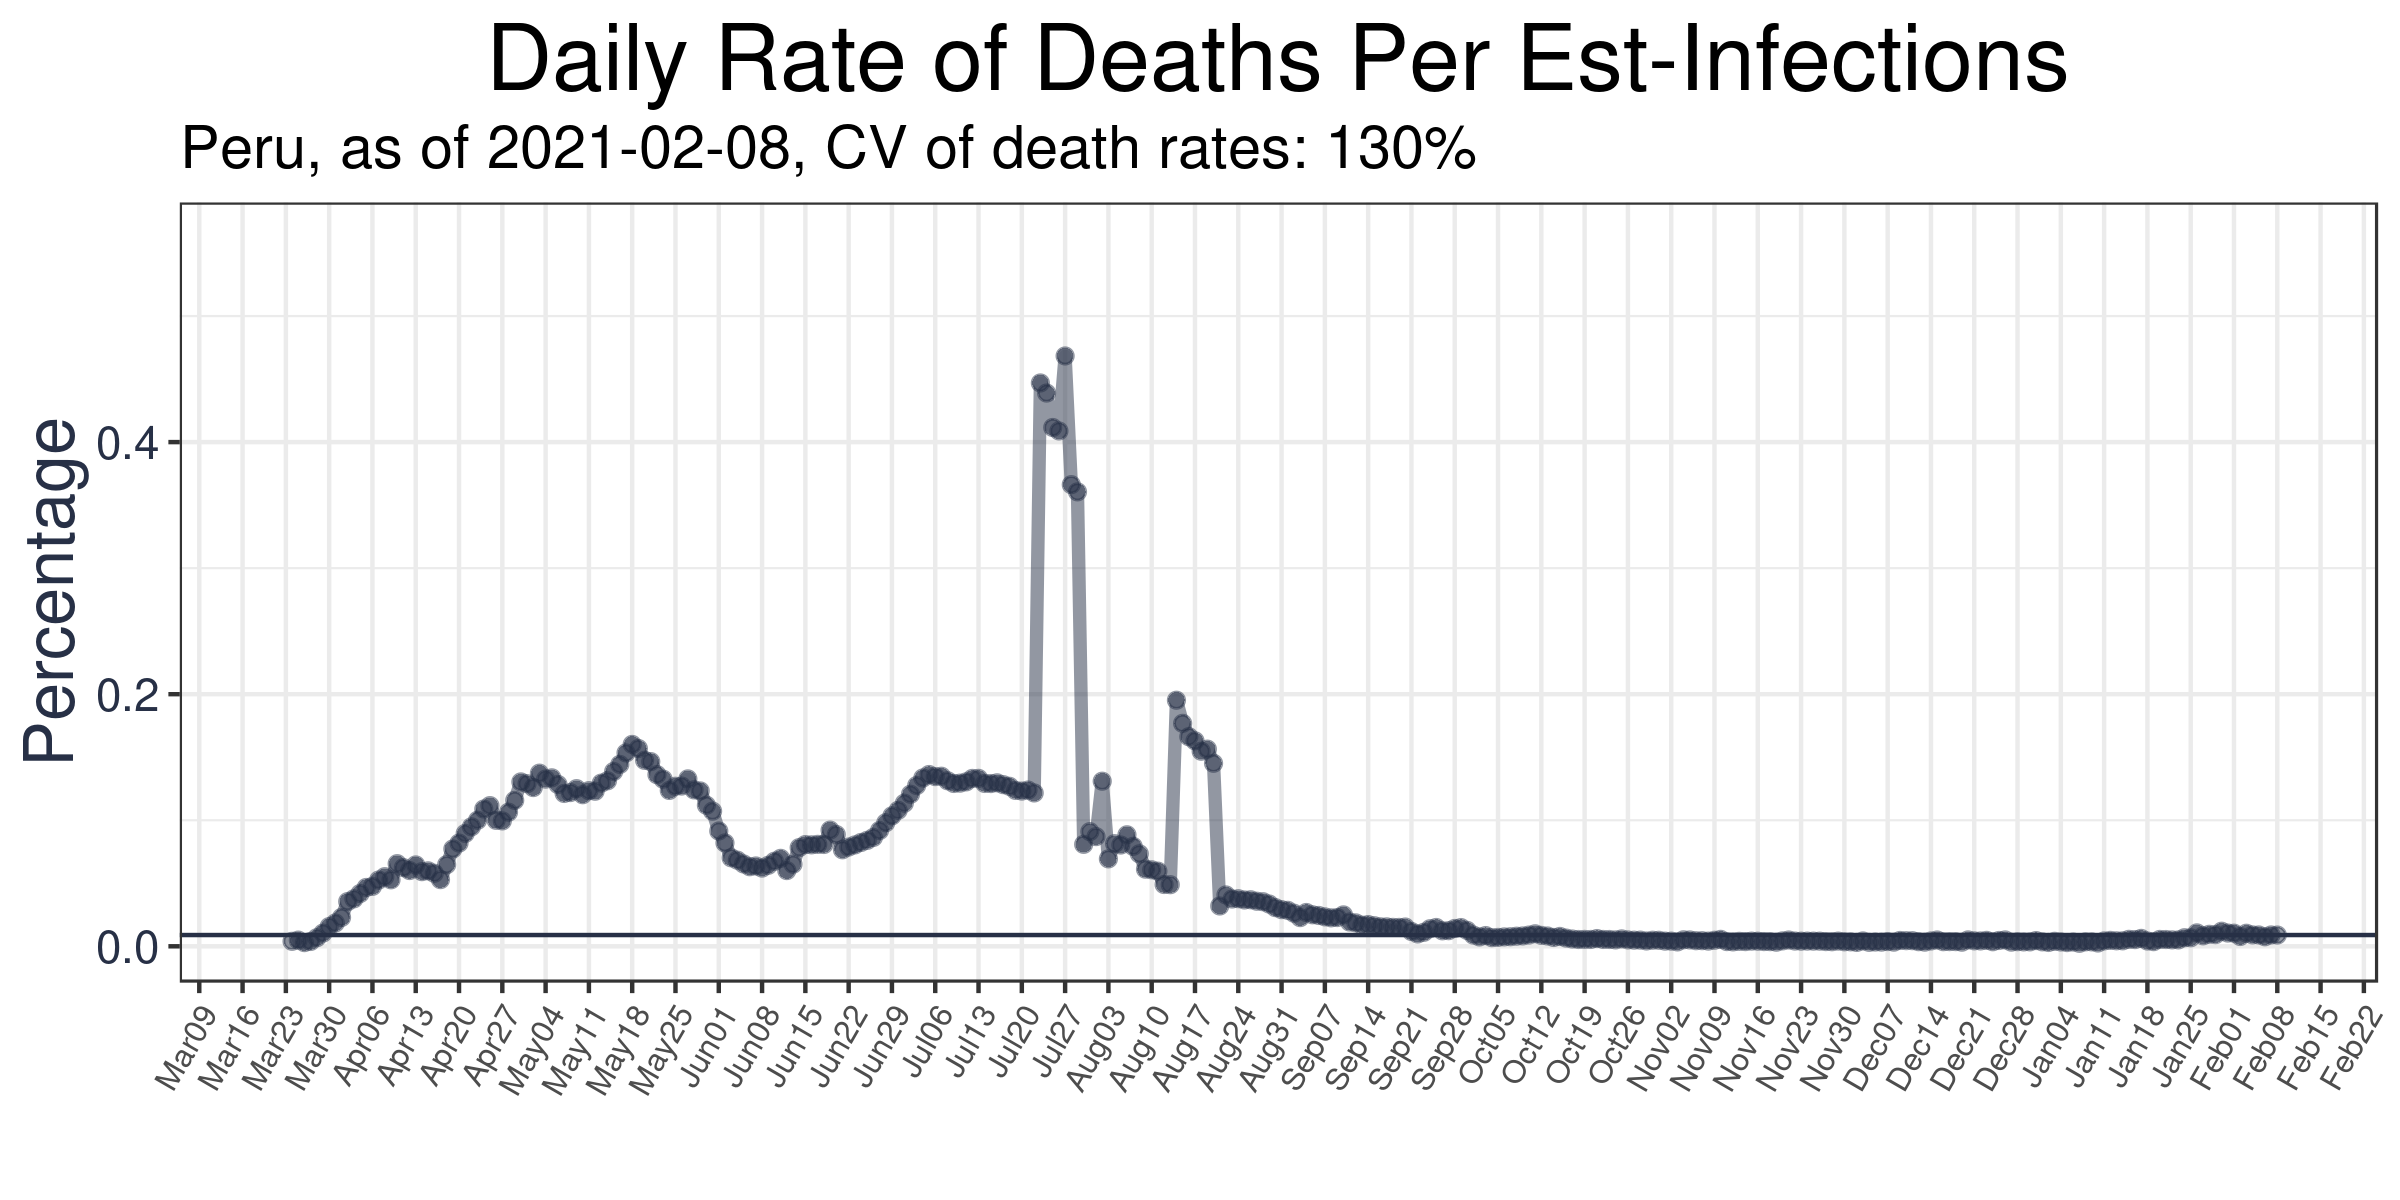 Daily Rate of Deaths Per Est-Infections
Peru, as of 2021-02-08, CV of death rates: 130%
Percentage
0.4
0.2
0.0
Mar09
Mar16
Mar23
Mar30
Apr06
Apr13
Apr20
Apr27
May04
May11
May18
May25
Jun01
Jun08
Jun15
Jun22
Jun29
Jul06
Jul13
Jul20
Jul27
Aug03
Aug10
Aug17
Aug24
Aug31
Sep07
Sep14
Sep21
Sep28
Oct05
Oct12
Oct19
Oct26
Nov02
Nov09
Nov16
Nov23
Nov30
Dec07
Dec14
Dec21
Dec28
Jan04
Jan11
Jan18
Jan25
Feb01
Feb08
Feb15
Feb22